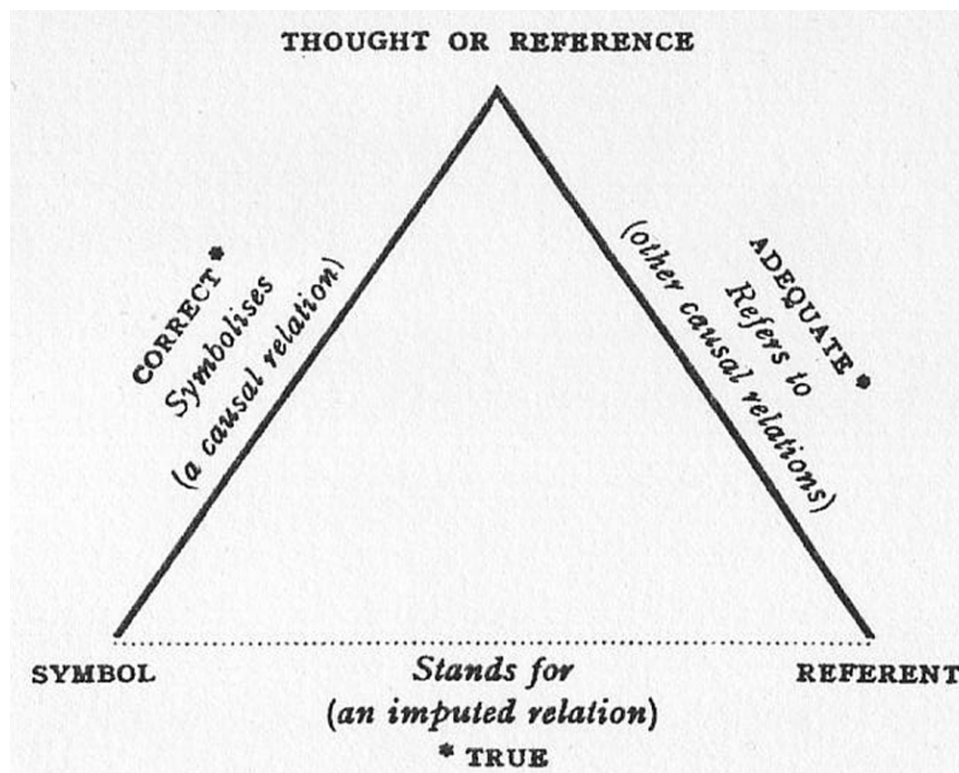 THOUGHT OR REFERENCE
CORRECT*
Symbolises
(a causal relation)
ADEQUATE*
Refers to
(other causal relations)
SYMBOL
Stands for
(an imputed relation)
* TRUE
REFERENT